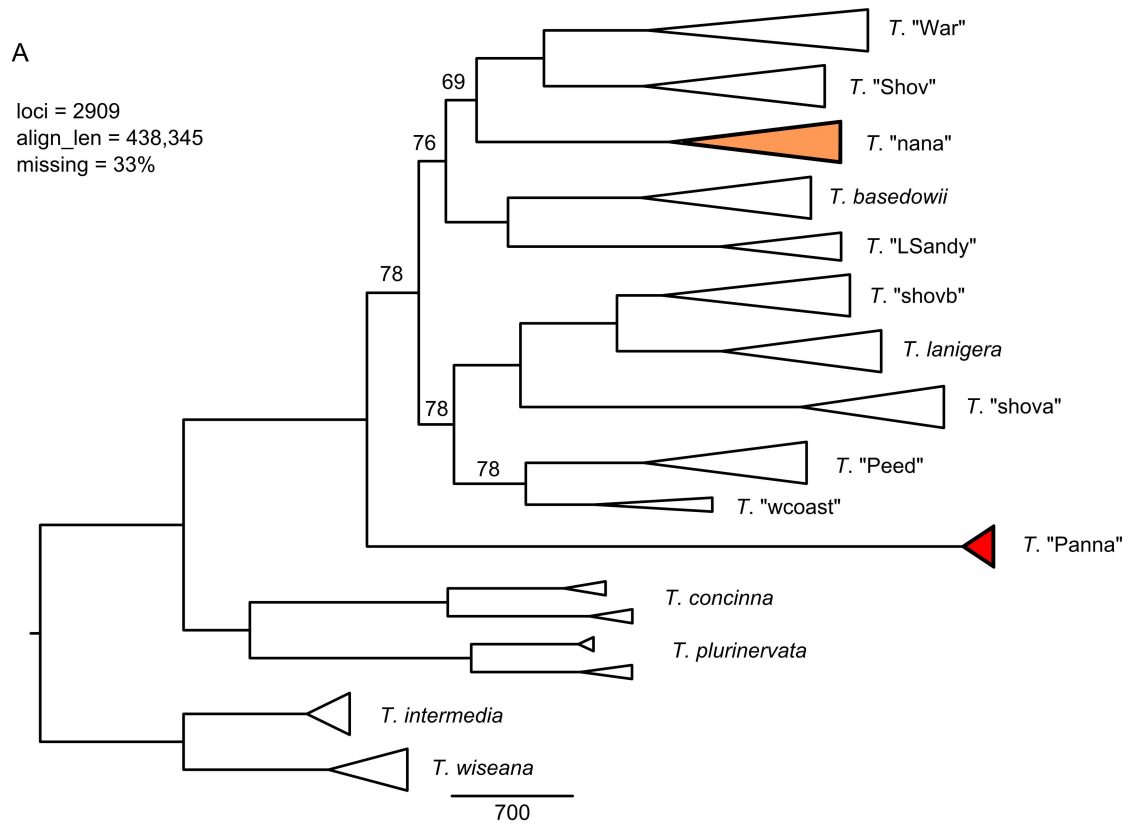 A
loci = 2909
align_len = 438,345
missing = 33%
T. "War"
69
T. "Shov"
76
T. "nana"
T. basedowii
T. "LSandy"
78
T. "shovb"
T. lanigera
78
T. "shova"
78
T. "Peed"
T. "wcoast"
T. "Panna"
T. concinna
T. plurinervata
T. intermedia
T. wiseana
700